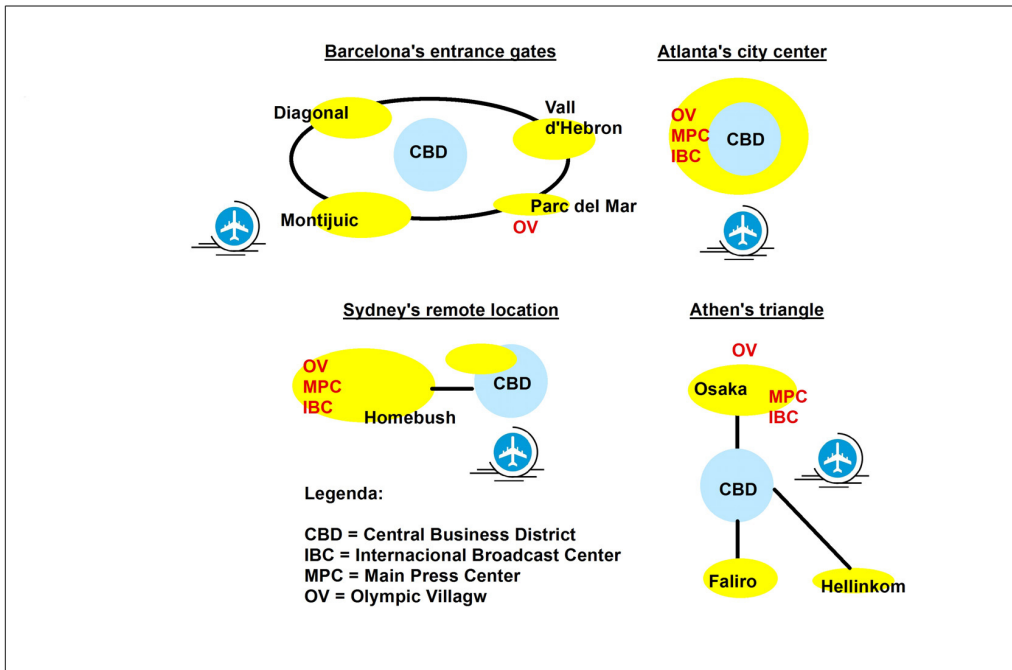 Barcelona's entrance gates
Diagonal
Vall
d'Hebron
CBD
Montijuic
Parc del Mar
OV
Atlanta's city center
OV
MPC
IBC
CBD
Sydney's remote location
OV
MPC
IBC
Homebush
CBD
Athen's triangle
OV
Osaka
MPC
IBC
CBD
Faliro
Hellinkom
Legenda:
CBD = Central Business District
IBC = Internacional Broadcast Center
MPC = Main Press Center
OV = Olympic Villagw